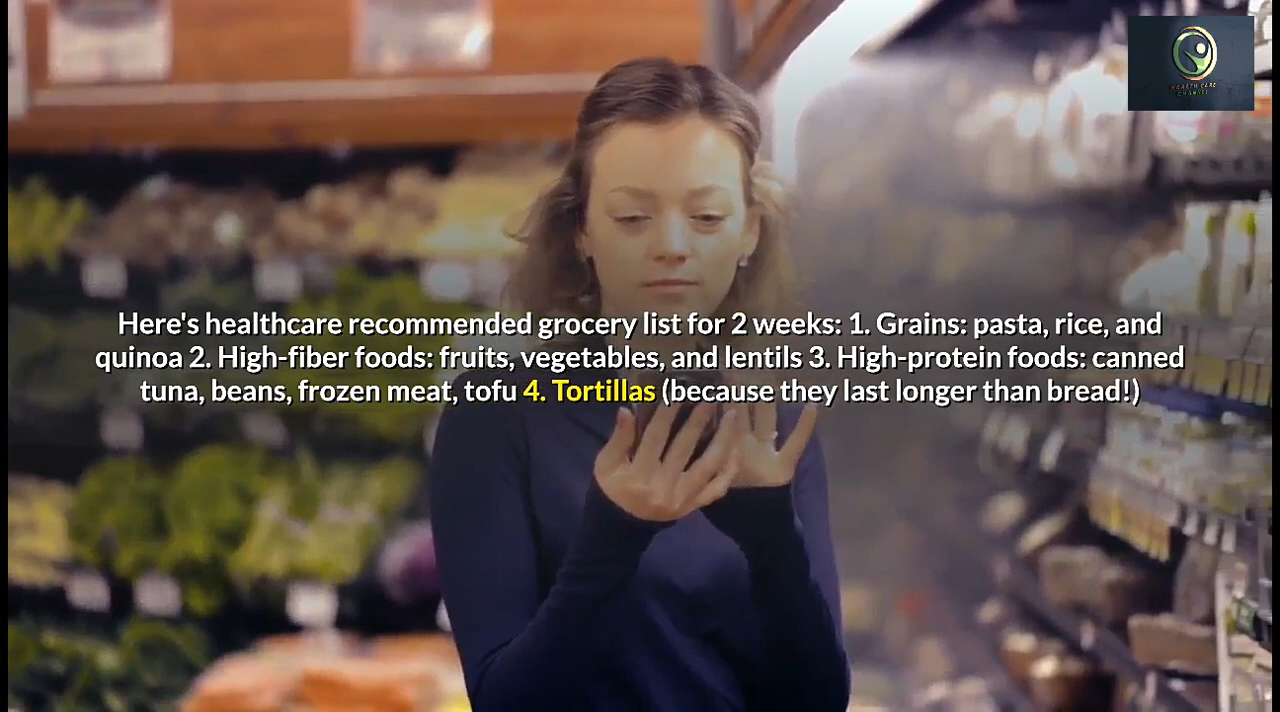 HEALTH CARE
CHANNEL
Here's healthcare recommended grocery list for 2 weeks: 1. Grains: pasta, rice, and
quinoa 2. High-fiber foods: fruits, vegetables, and lentils 3. High-protein foods: canned
tuna, beans, frozen meat, tofu 4. Tortillas (because they last longer than bread!)